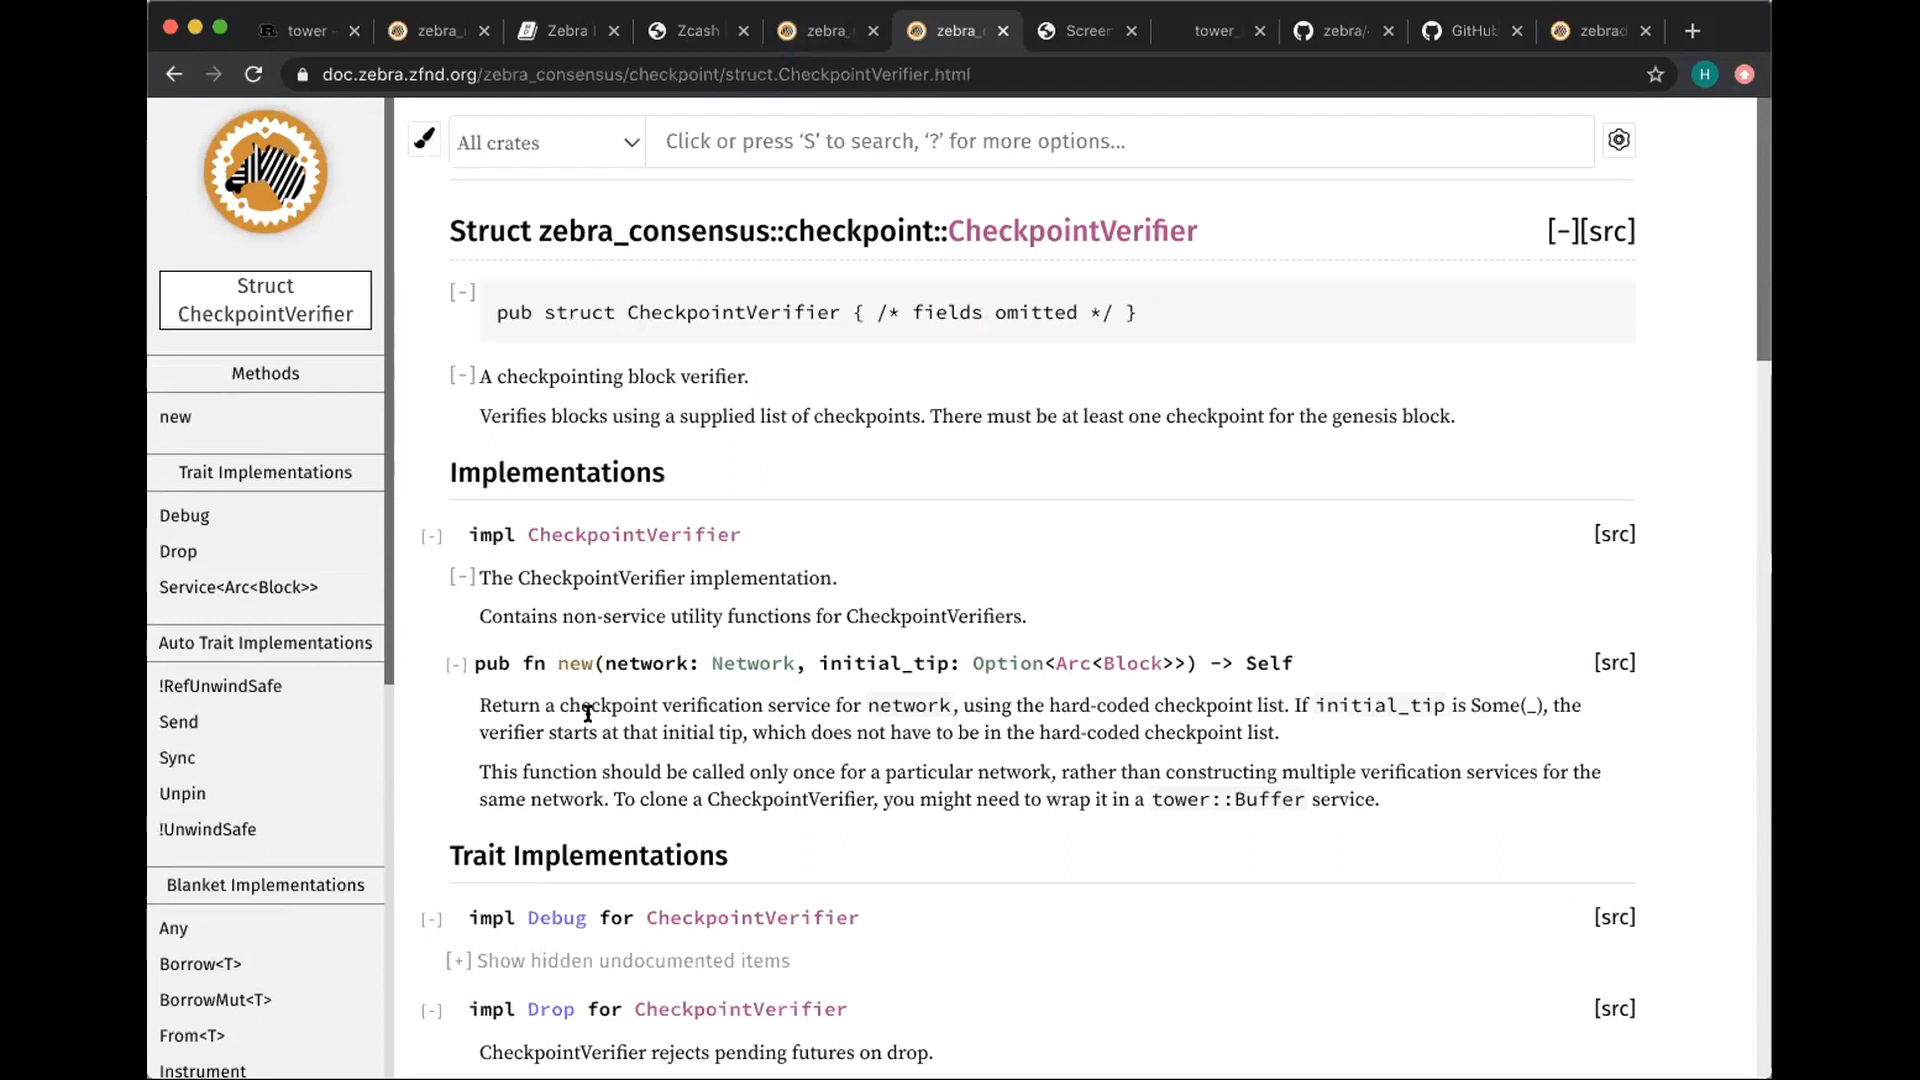 tower
zebra_
Zebra
Zcash
zebra_
zebra_
Screer
tower_
zebra/
GitHub
zebrad
doc.zebra.zfnd.org/zebra_consensus/checkpoint/struct.CheckpointVerifier.html
H
All crates
Click or press ‘S’ to search, ‘?’ for more options...
Struct
CheckpointVerifier
Methods
new
Trait Implementations
Debug
Drop
Service<Arc<Block>>
Auto Trait Implementations
!RefUnwindSafe
Send
Sync
Unpin
!UnwindSafe
Blanket Implementations
Any
Borrow<T>
BorrowMut<T>
From<T>
Instrument
Struct zebra_consensus::checkpoint::CheckpointVerifier [-][src]
[-]
pub struct CheckpointVerifier { /* fields omitted */ }
[-] A checkpointing block verifier.
Verifies blocks using a supplied list of checkpoints. There must be at least one checkpoint for the genesis block.
Implementations
[-] impl CheckpointVerifier [src]
[-] The CheckpointVerifier implementation.
Contains non-service utility functions for CheckpointVerifiers.
[-] pub fn new(network: Network, initial_tip: Option<Arc<Block>>) -> Self [src]
Return a checkpoint verification service for network, using the hard-coded checkpoint list. If initial_tip is Some(_), the
verifier starts at that initial tip, which does not have to be in the hard-coded checkpoint list.
This function should be called only once for a particular network, rather than constructing multiple verification services for the
same network. To clone a CheckpointVerifier, you might need to wrap it in a tower::Buffer service.
Trait Implementations
[-] impl Debug for CheckpointVerifier [src]
[+] Show hidden undocumented items
[-] impl Drop for CheckpointVerifier [src]
CheckpointVerifier rejects pending futures on drop.